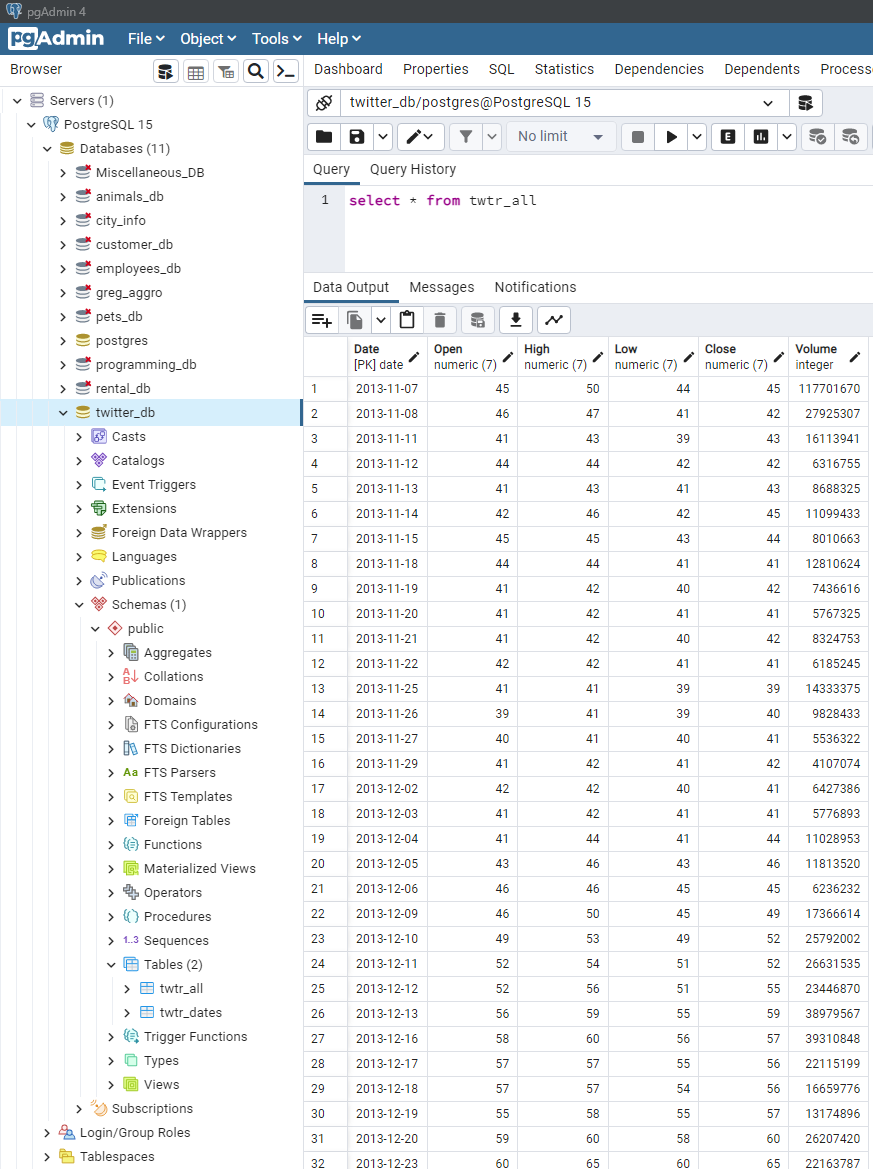 pgAdmin 4
pgAdmin File Object Tools Help
Browser
Dashboard Properties SQL Statistics Dependencies Dependents Process
Servers (1)
PostgreSQL 15
Databases (11)
Miscellaneous_DB
animals_db
city_info
customer_db
employees_db
greg_aggro
pets_db
postgres
programming_db
rental_db
twitter_db
Casts
Catalogs
Event Triggers
Extensions
Foreign Data Wrappers
Languages
Publications
Schemas (1)
public
Aggregates
Collations
Domains
FTS Configurations
FTS Dictionaries
Aa FTS Parsers
FTS Templates
Foreign Tables
Functions
Materialized Views
Operators
Procedures
1..3 Sequences
Tables (2)
twtr_all
twtr_dates
Trigger Functions
Types
Views
Subscriptions
Login/Group Roles
Tablespaces
twitter_db/postgres@PostgreSQL 15
No limit E
Query Query History
1 select * from twtr_all
Data Output Messages Notifications
Date Open High Low Close Volume
[PK] date numeric (7) numeric (7) numeric (7) numeric (7) integer
1 2013-11-07 45 50 44 45 117701670
2 2013-11-08 46 47 41 42 27925307
3 2013-11-11 41 43 39 43 16113941
4 2013-11-12 44 44 42 42 6316755
5 2013-11-13 41 43 41 43 8688325
6 2013-11-14 42 46 42 45 11099433
7 2013-11-15 45 45 43 44 8010663
8 2013-11-18 44 44 41 41 12810624
9 2013-11-19 41 42 40 42 7436616
10 2013-11-20 41 42 41 41 5767325
11 2013-11-21 41 42 40 42 8324753
12 2013-11-22 42 42 41 41 6185245
13 2013-11-25 41 41 39 39 14333375
14 2013-11-26 39 41 39 40 9828433
15 2013-11-27 40 41 40 41 5536322
16 2013-11-29 41 42 41 42 4107074
17 2013-12-02 42 42 40 41 6427386
18 2013-12-03 41 42 41 41 5776893
19 2013-12-04 41 44 41 44 11028953
20 2013-12-05 43 46 43 46 11813520
21 2013-12-06 46 46 45 45 6236232
22 2013-12-09 46 50 45 49 17366614
23 2013-12-10 49 53 49 52 25792002
24 2013-12-11 52 54 51 52 26631535
25 2013-12-12 52 56 51 55 23446870
26 2013-12-13 56 59 55 59 38979567
27 2013-12-16 58 60 56 57 39310848
28 2013-12-17 57 57 55 56 22115199
29 2013-12-18 57 57 54 56 16659776
30 2013-12-19 55 58 55 57 13174896
31 2013-12-20 59 60 58 60 26207420
32 2013-12-23 60 65 60 65 22163787